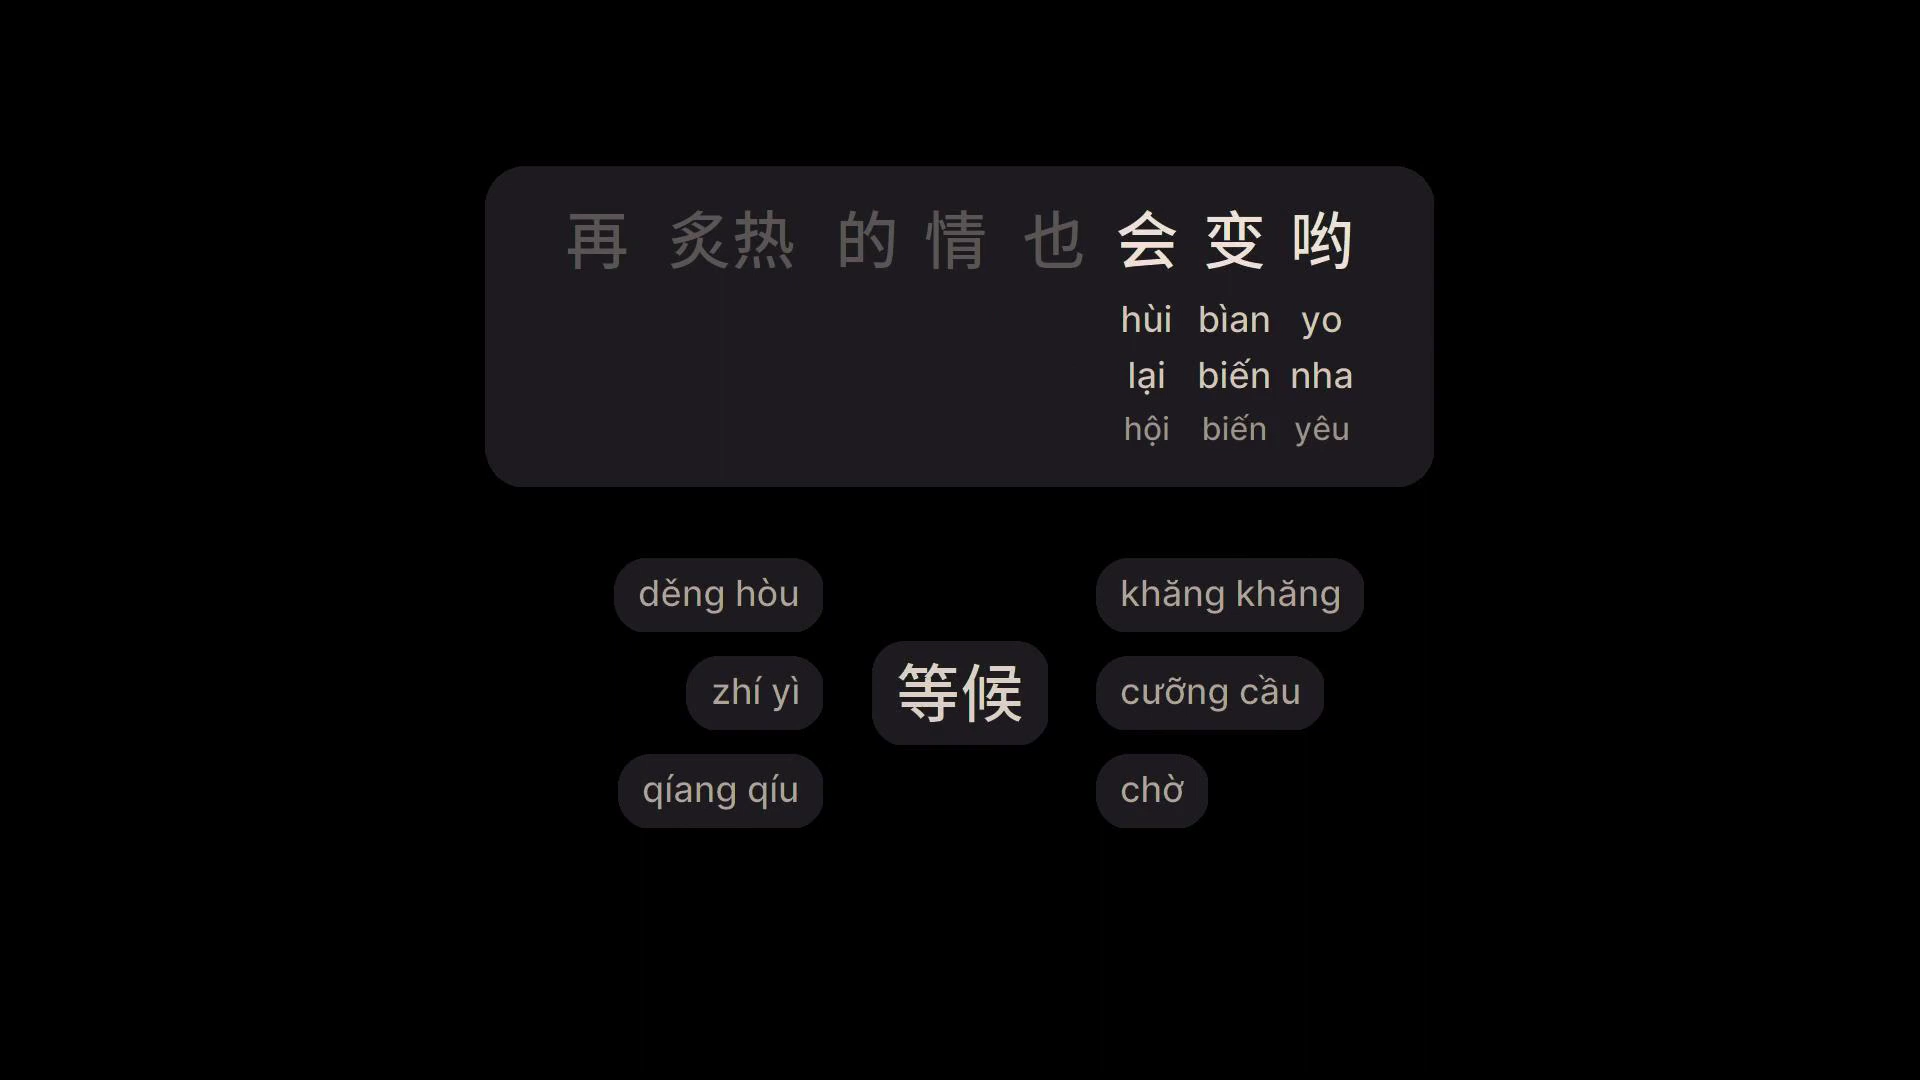 再 炙热 的 情 也 会 变 哟
hùi bìan yo
lại biến nha
hội biến yêu
děng hòu
zhí yì
qíang qíu
等候
khăng khăng
cưỡng cầu
chờ